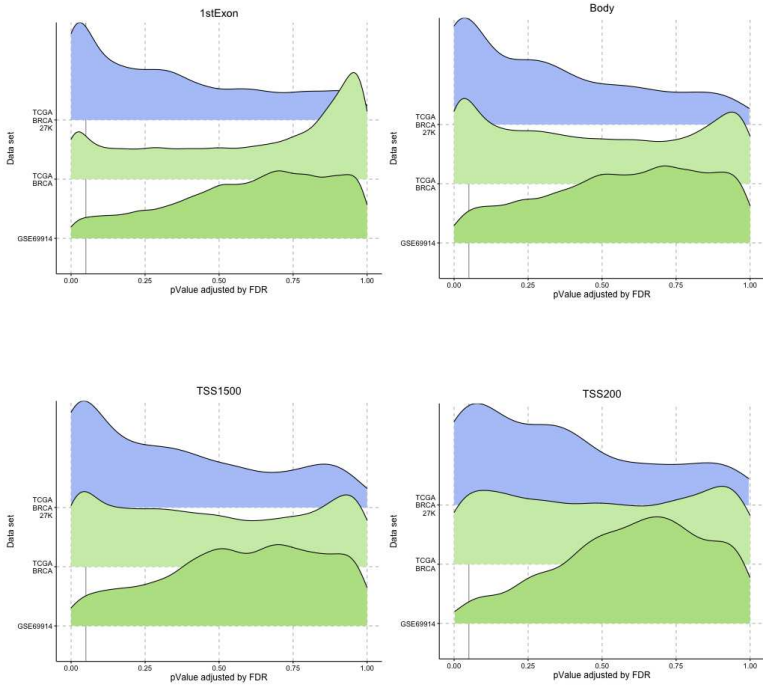 1stExon
TCGA
BRCA
27K
TCGA
BRCA
GSE69914
Data set
0.00 0.25 0.50 0.75 1.00
pValue adjusted by FDR
Body
TCGA
BRCA
27K
TCGA
BRCA
GSE69914
Data set
0.00 0.25 0.50 0.75 1.00
pValue adjusted by FDR
TSS1500
TCGA
BRCA
27K
TCGA
BRCA
GSE69914
Data set
0.00 0.25 0.50 0.75 1.00
pValue adjusted by FDR
TSS200
TCGA
BRCA
27K
TCGA
BRCA
GSE69914
Data set
0.00 0.25 0.50 0.75 1.00
pValue adjusted by FDR